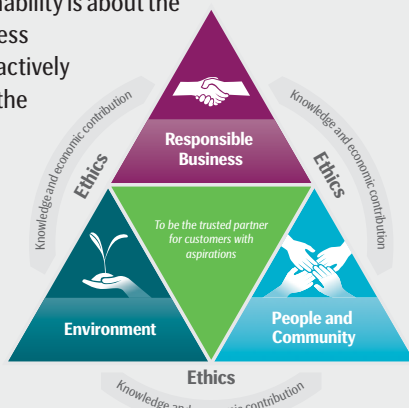 ability is about the
ess
actively
the
Knowledge and economic contribution
Ethics
Responsible
Business
Knowledge and economic contribution
Ethics
To be the trusted partner
for customers with
aspirations
Environment
People and
Community
Ethics
Knowledge and economic contribution